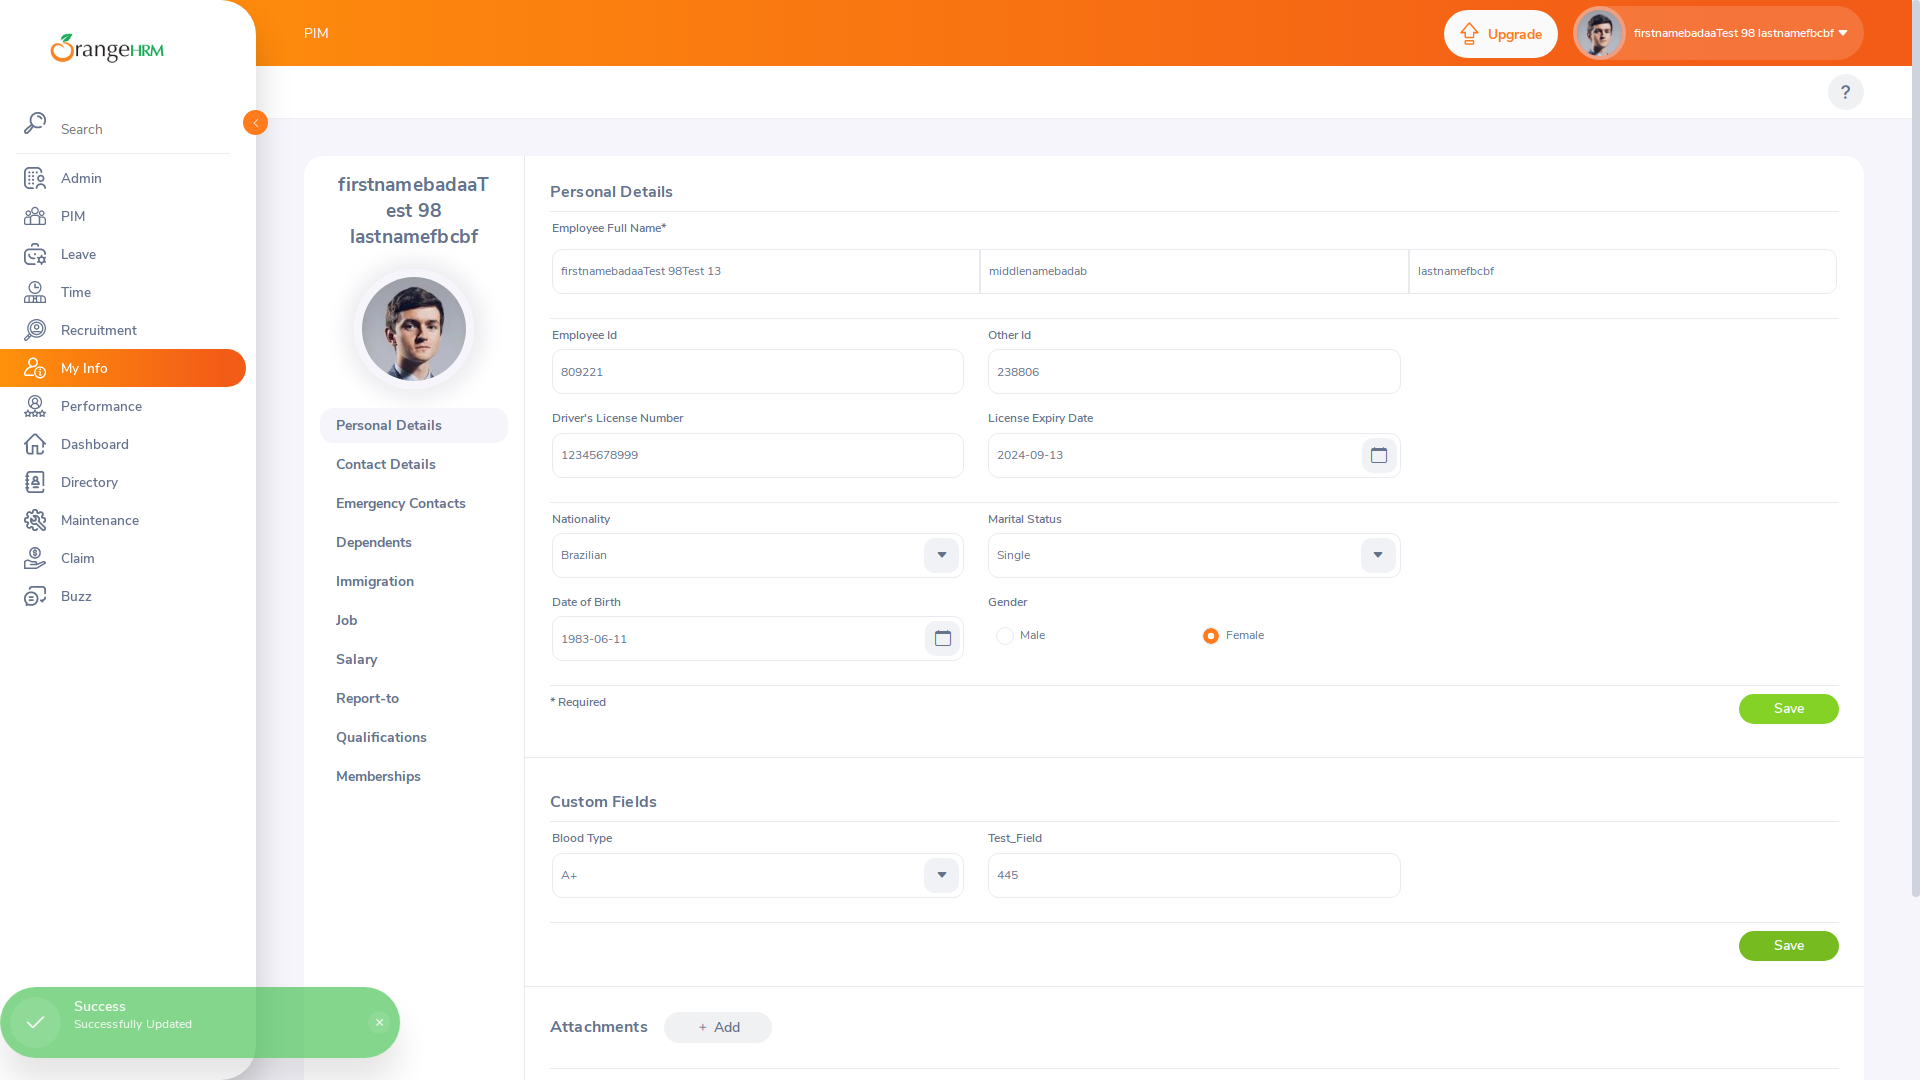 OrangeHRM
Search
Admin
PIM
Leave
Time
Recruitment
My Info
Performance
Dashboard
Directory
Maintenance
Claim
Buzz
PIM
Upgrade
firstnamebadaaTest 98 lastnamefbcbf
?
firstnamebadaaT
est 98
lastnamefbcbf
Personal Details
Contact Details
Emergency Contacts
Dependents
Immigration
Job
Salary
Report-to
Qualifications
Memberships
Personal Details
Employee Full Name*
firstnamebadaaTest 98Test 13 middlenamebadab lastnamefbcbf
Employee Id Other Id
809221 238806
Driver's License Number License Expiry Date
12345678999 2024-09-13
Nationality Marital Status
Brazilian Single
Date of Birth Gender
1983-06-11 Male Female
* Required
Save
Custom Fields
Blood Type Test_Field
A+ 445
Save
Attachments + Add
Success
Successfully Updated